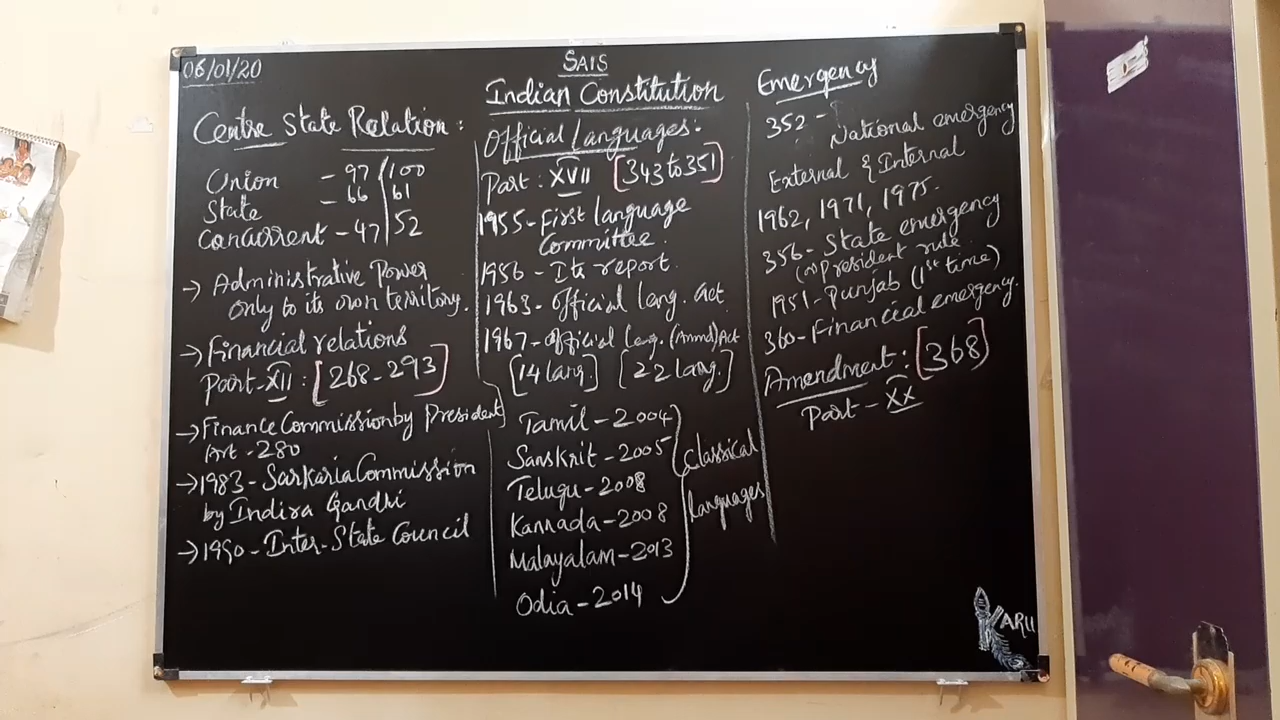 06/01/20
SAIS
Indian Constitution
Centre State Relation:
Union - 97/100
State - 66 61
Concurrent - 47 52
→ Administrative Power
only to its own territory.
→ Financial relations
Part-XII: [268-293]
→ Finance Commission by President
Art-280
→ 1983-Sarkaria Commission
by Indira Gandhi
→ 1990-Inter-State Council
Official Languages:
Part: XVII [343 to 351]
1955-First language
Committee.
1956-Its report.
1963-Official lang. Act
1967-Official lang. (Anmd) Act
[14 lang.] [22 lang.]
Tamil-2004
Sanskrit-2005
Telugu-2008
Kannada-2008
Malayalam-2013
Odia-2014
Classical
languages
Emergency
352-
National emergency
External & Internal
1962, 1971, 1975.
356-State emergency
(or) President rule
1951-Punjab (1st time)
360-Financial emergency.
Amendment: [368]
Part-XX
KARU